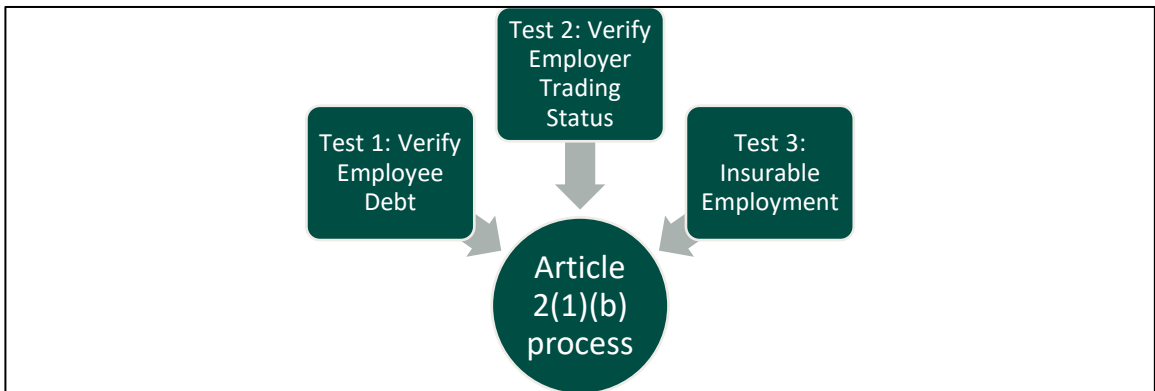 Test 1: Verify
Employee
Debt
Test 2: Verify
Employer
Trading
Status
Test 3:
Insurable
Employment
Article
2(1)(b)
process